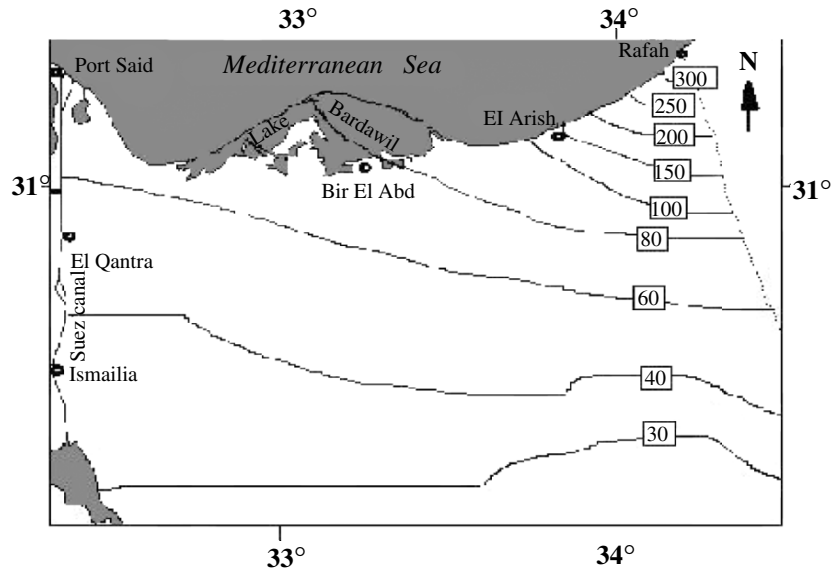 33°
34°
Rafah
Port Said
Mediterranean Sea
N
300
250
Lake
Bardawil
El Arish
200
150
31°
31°
Bir El Abd
100
80
El Qantra
60
Suez canal
Ismailia
40
30
33°
34°